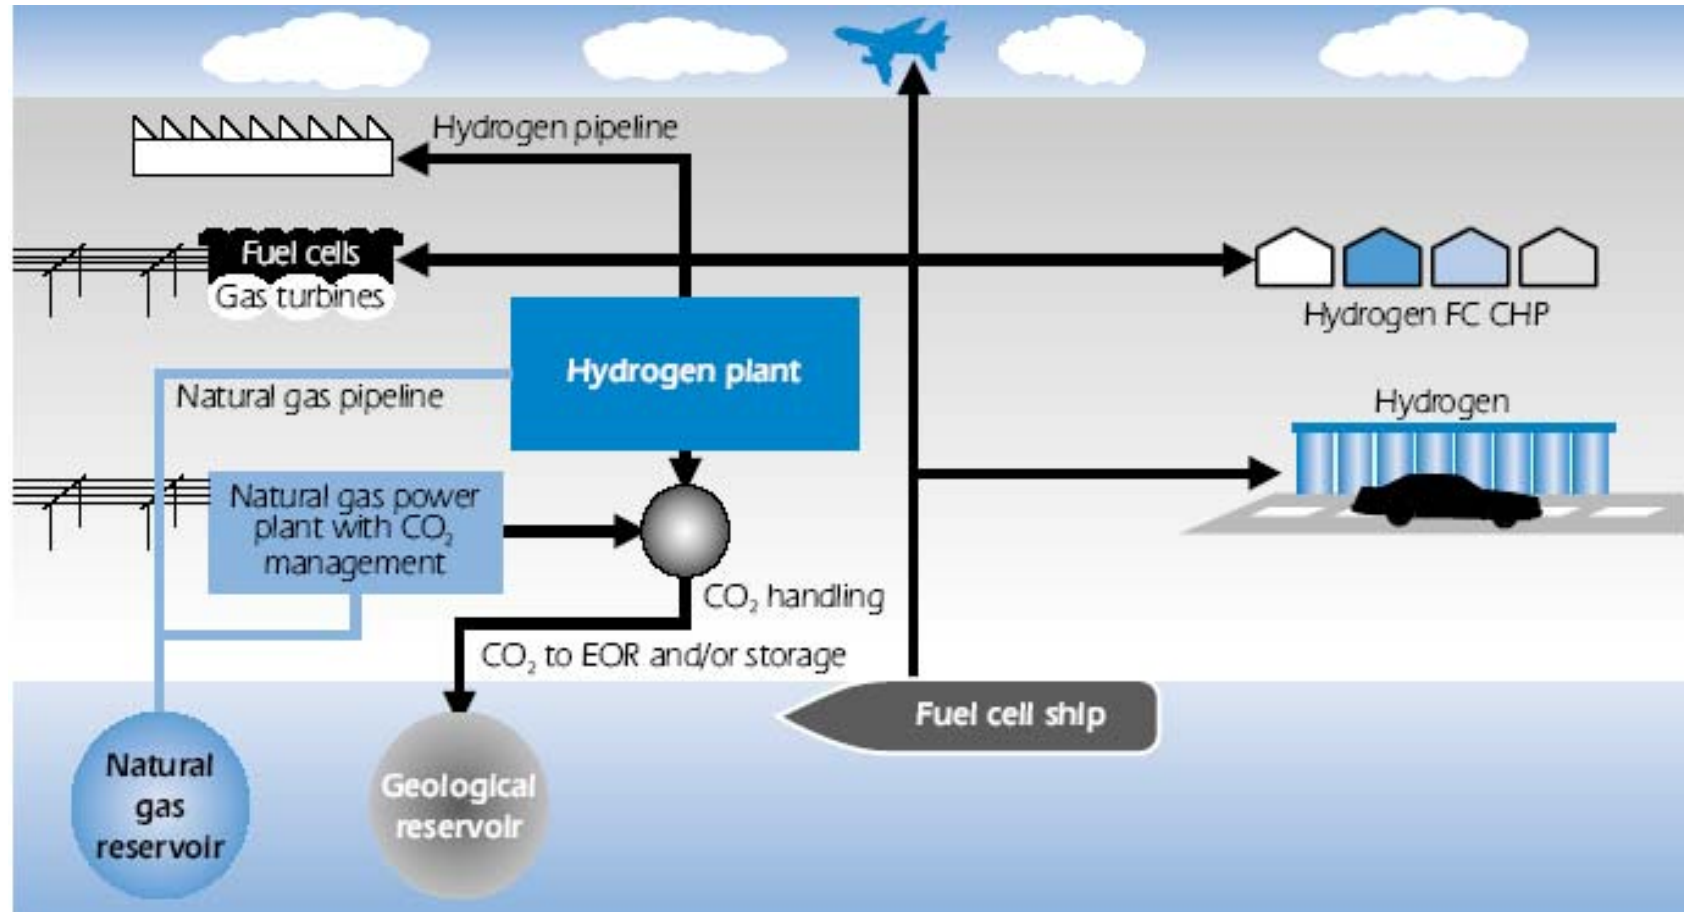 Hydrogen pipeline
Fuel cells
Gas turbines
Hydrogen FC CHP
Hydrogen plant
Natural gas pipeline
Hydrogen
Natural gas power
plant with CO₂
management
CO₂ handling
CO₂ to EOR and/or storage
Fuel cell ship
Natural
gas
reservoir
Geological
reservoir